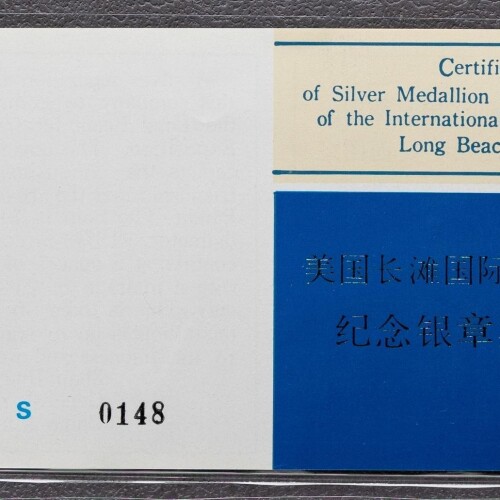 Certifi
of Silver Medallion
of the Internationa
Long Beac
美国长滩国际
纪念银章
S 0148